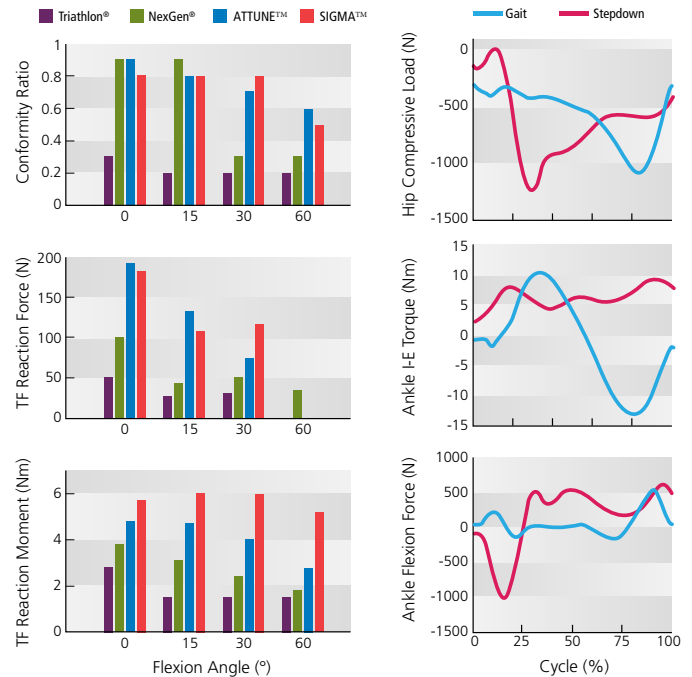 Triathlon® NexGen® ATTUNE™ SIGMA™
Conformity Ratio
1
0.8
0.6
0.4
0.2
0
0 15 30 60
TF Reaction Force (N)
200
150
100
50
0
0 15 30 60
TF Reaction Moment (Nm)
6
4
2
0
0 15 30 60
Flexion Angle (º)
Gait Stepdown
Hip Compressive Load (N)
0
-500
-1000
-1500
Ankle I-E Torque (Nm)
15
10
5
0
-5
-10
-15
Ankle Flexion Force (N)
1000
500
0
-500
-1000
-1500
0 25 50 75 100
Cycle (%)